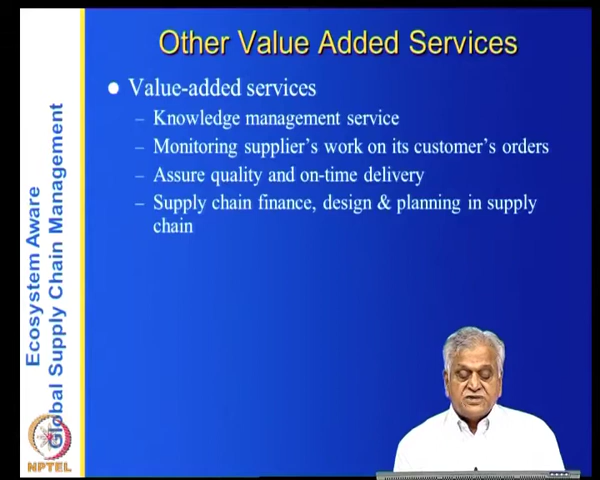 Other Value Added Services
Value-added services
– Knowledge management service
– Monitoring supplier's work on its customer's orders
– Assure quality and on-time delivery
– Supply chain finance, design & planning in supply
chain
Ecosystem Aware
Global Supply Chain Management
NPTEL